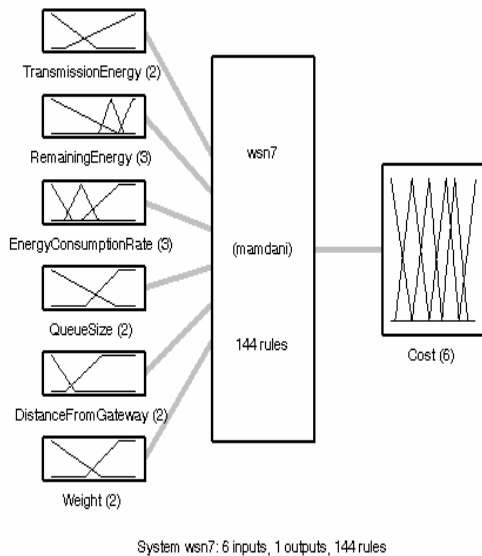 TransmissionEnergy (2)
RemainingEnergy (3)
EnergyConsumptionRate (3)
QueueSize (2)
DistanceFromGateway (2)
Weight (2)
wsn7
(mamdani)
144 rules
Cost (6)
System wsn7: 6 inputs, 1 outputs, 144 rules